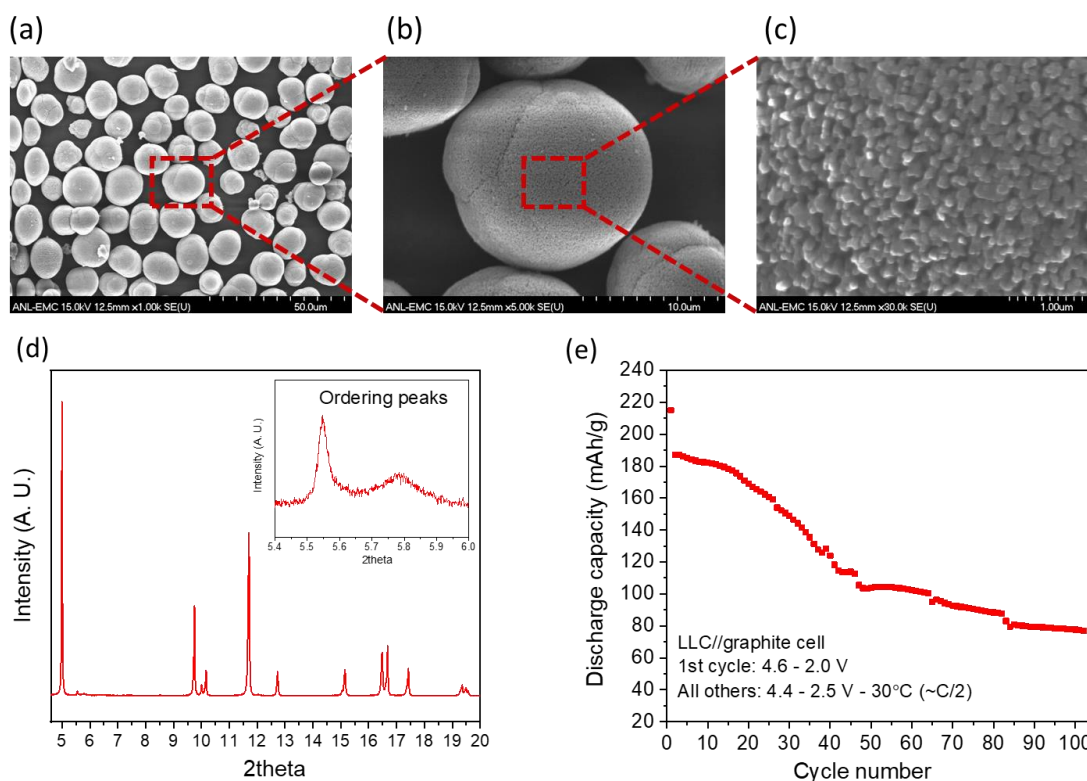 (a)
(b)
(c)
ANL-EMC 15.0kV 12.5mm x1.00k SE(U)
50.0um
ANL-EMC 15.0kV 12.5mm x5.00k SE(U)
10.0um
ANL-EMC 15.0kV 12.5mm x30.0k SE(U)
1.00um
(d)
Intensity (A. U.)
Ordering peaks
Intensity (A. U.)
5.4 5.5 5.6 5.7 5.8 5.9 6.0
2theta
5 6 7 8 9 10 11 12 13 14 15 16 17 18 19 20
2theta
(e)
Discharge capacity (mAh/g)
240
220
200
180
160
140
120
100
80
60
40
20
LLC//graphite cell
1st cycle: 4.6 - 2.0 V
All others: 4.4 - 2.5 V - 30°C (~C/2)
0 10 20 30 40 50 60 70 80 90 100
Cycle number